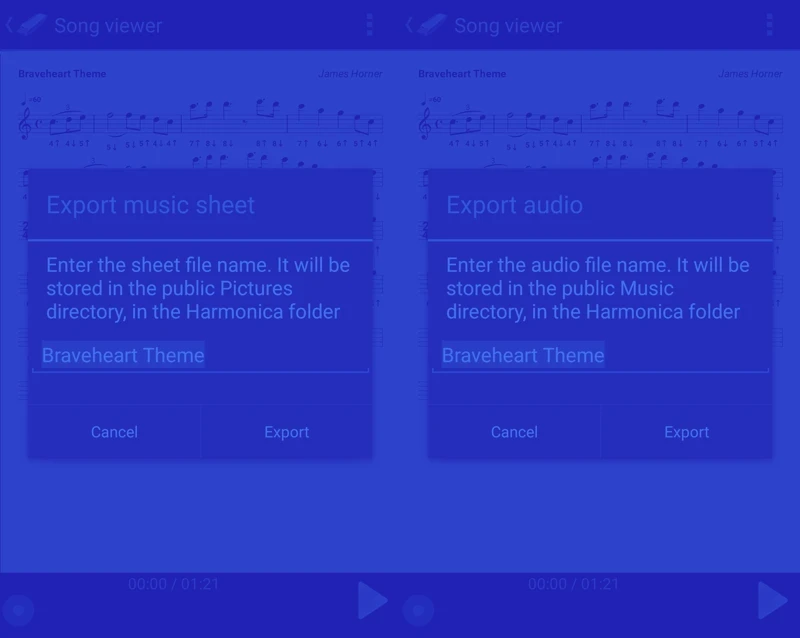 Song viewer
Braveheart Theme
James Horner
Export music sheet
Enter the sheet file name. It will be
stored in the public Pictures
directory, in the Harmonica folder
Braveheart Theme
Cancel
Export
00:00 / 01:21
Song viewer
Braveheart Theme
James Horner
Export audio
Enter the audio file name. It will be
stored in the public Music
directory, in the Harmonica folder
Braveheart Theme
Cancel
Export
00:00 / 01:21